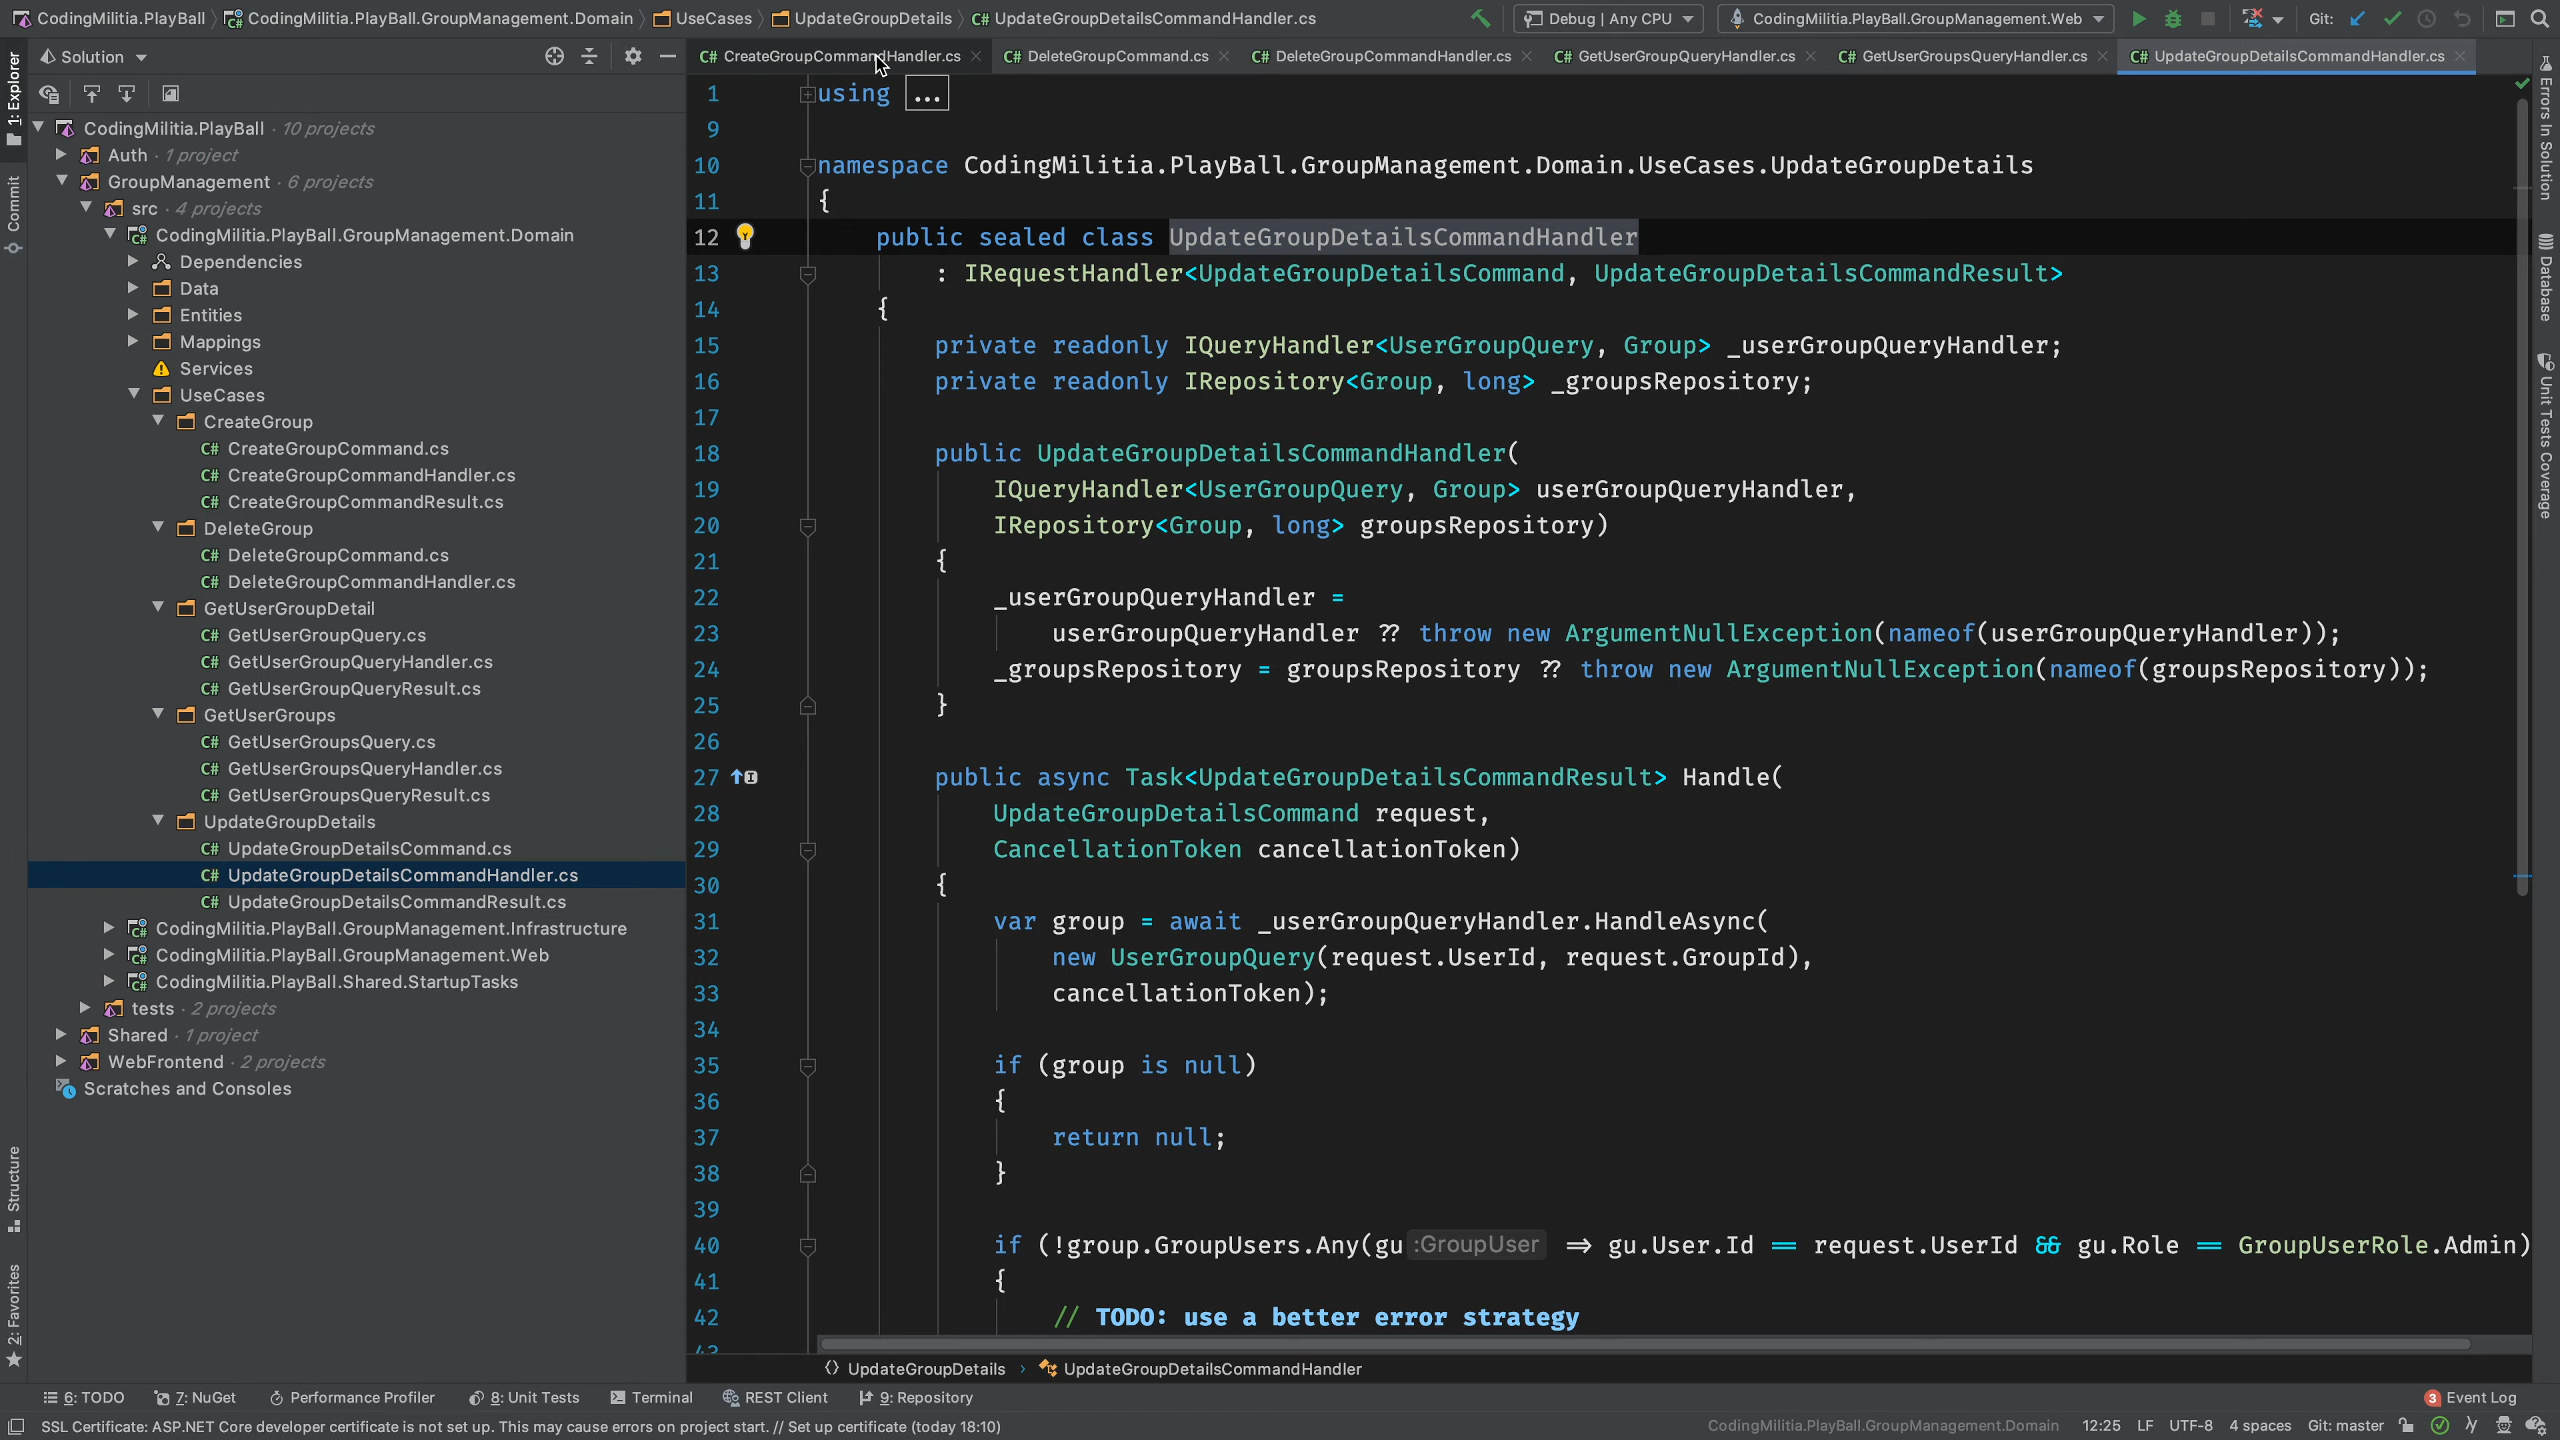 CodingMilitia.PlayBall CodingMilitia.PlayBall.GroupManagement.Domain UseCases UpdateGroupDetails C# UpdateGroupDetailsCommandHandler.cs Debug | Any CPU CodingMilitia.PlayBall.GroupManagement.Web Git:
Solution
C# CreateGroupCommandHandler.cs C# DeleteGroupCommand.cs C# DeleteGroupCommandHandler.cs C# GetUserGroupQueryHandler.cs C# GetUserGroupsQueryHandler.cs C# UpdateGroupDetailsCommandHandler.cs
1: Explorer
Commit
Structure
2: Favorites
CodingMilitia.PlayBall · 10 projects
Auth · 1 project
GroupManagement · 6 projects
src · 4 projects
CodingMilitia.PlayBall.GroupManagement.Domain
Dependencies
Data
Entities
Mappings
Services
UseCases
CreateGroup
C# CreateGroupCommand.cs
C# CreateGroupCommandHandler.cs
C# CreateGroupCommandResult.cs
DeleteGroup
C# DeleteGroupCommand.cs
C# DeleteGroupCommandHandler.cs
GetUserGroupDetail
C# GetUserGroupQuery.cs
C# GetUserGroupQueryHandler.cs
C# GetUserGroupQueryResult.cs
GetUserGroups
C# GetUserGroupsQuery.cs
C# GetUserGroupsQueryHandler.cs
C# GetUserGroupsQueryResult.cs
UpdateGroupDetails
C# UpdateGroupDetailsCommand.cs
C# UpdateGroupDetailsCommandHandler.cs
C# UpdateGroupDetailsCommandResult.cs
CodingMilitia.PlayBall.GroupManagement.Infrastructure
CodingMilitia.PlayBall.GroupManagement.Web
CodingMilitia.PlayBall.Shared.StartupTasks
tests · 2 projects
Shared · 1 project
WebFrontend · 2 projects
Scratches and Consoles
1 using ...
9
10 namespace CodingMilitia.PlayBall.GroupManagement.Domain.UseCases.UpdateGroupDetails
11 {
12 public sealed class UpdateGroupDetailsCommandHandler
13 : IRequestHandler<UpdateGroupDetailsCommand, UpdateGroupDetailsCommandResult>
14 {
15 private readonly IQueryHandler<UserGroupQuery, Group> _userGroupQueryHandler;
16 private readonly IRepository<Group, long> _groupsRepository;
17
18 public UpdateGroupDetailsCommandHandler(
19 IQueryHandler<UserGroupQuery, Group> userGroupQueryHandler,
20 IRepository<Group, long> groupsRepository)
21 {
22 _userGroupQueryHandler =
23 userGroupQueryHandler ?? throw new ArgumentNullException(nameof(userGroupQueryHandler));
24 _groupsRepository = groupsRepository ?? throw new ArgumentNullException(nameof(groupsRepository));
25 }
26
27 public async Task<UpdateGroupDetailsCommandResult> Handle(
28 UpdateGroupDetailsCommand request,
29 CancellationToken cancellationToken)
30 {
31 var group = await _userGroupQueryHandler.HandleAsync(
32 new UserGroupQuery(request.UserId, request.GroupId),
33 cancellationToken);
34
35 if (group is null)
36 {
37 return null;
38 }
39
40 if (!group.GroupUsers.Any(gu :GroupUser => gu.User.Id == request.UserId && gu.Role == GroupUserRole.Admin)
41 {
42 // TODO: use a better error strategy
43
Errors In Solution
Database
Unit Tests Coverage
{} UpdateGroupDetails UpdateGroupDetailsCommandHandler
6: TODO 7: NuGet Performance Profiler 8: Unit Tests Terminal REST Client 9: Repository 3 Event Log
SSL Certificate: ASP.NET Core developer certificate is not set up. This may cause errors on project start. // Set up certificate (today 18:10) CodingMilitia.PlayBall.GroupManagement.Domain 12:25 LF UTF-8 4 spaces Git: master